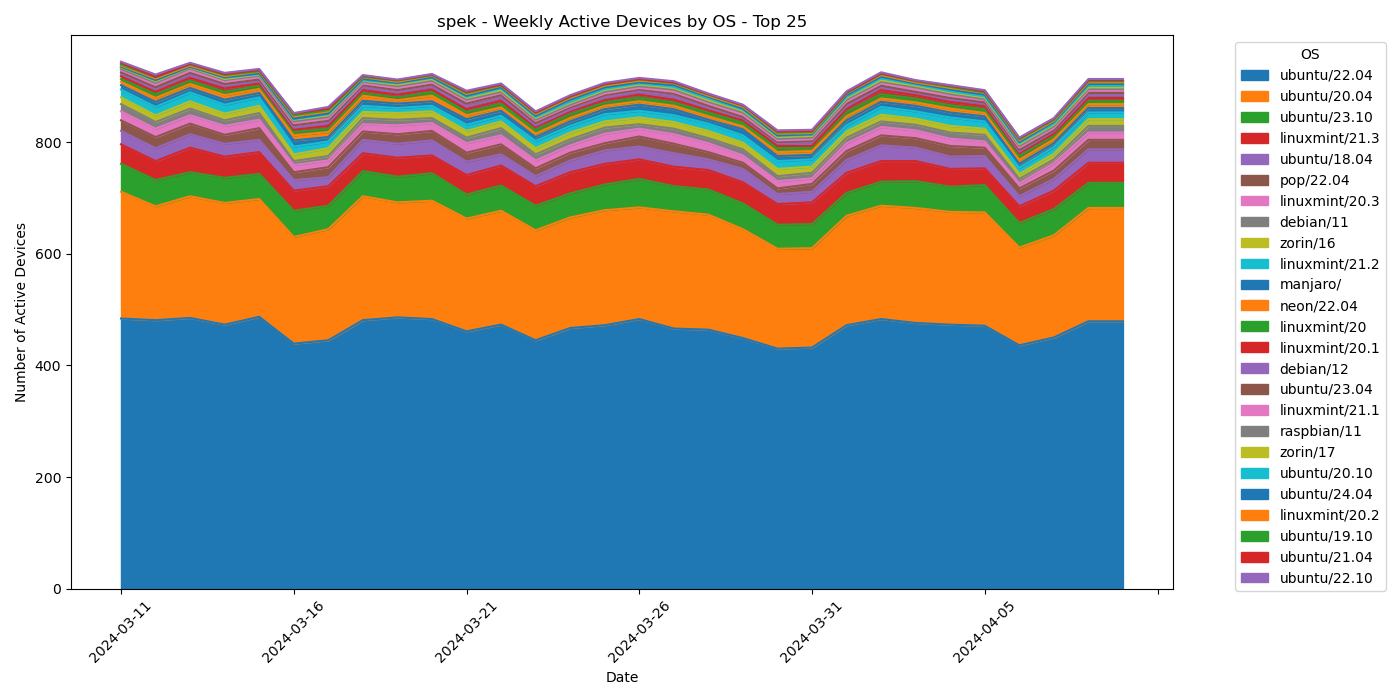 spek - Weekly Active Devices by OS - Top 25
Number of Active Devices
800
600
400
200
0
2024-03-11
2024-03-16
2024-03-21
2024-03-26
2024-03-31
2024-04-05
Date
OS
ubuntu/22.04
ubuntu/20.04
ubuntu/23.10
linuxmint/21.3
ubuntu/18.04
pop/22.04
linuxmint/20.3
debian/11
zorin/16
linuxmint/21.2
manjaro/
neon/22.04
linuxmint/20
linuxmint/20.1
debian/12
ubuntu/23.04
linuxmint/21.1
raspbian/11
zorin/17
ubuntu/20.10
ubuntu/24.04
linuxmint/20.2
ubuntu/19.10
ubuntu/21.04
ubuntu/22.10